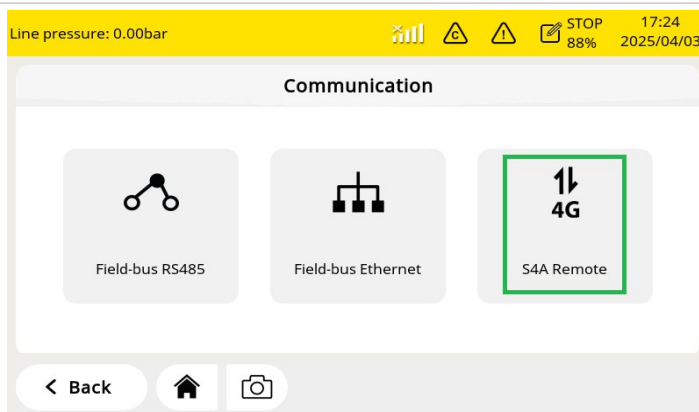 Line pressure: 0.00bar
C
!
STOP
88%
17:24
2025/04/03
Communication
4G
Field-bus RS485
Field-bus Ethernet
S4A Remote
< Back